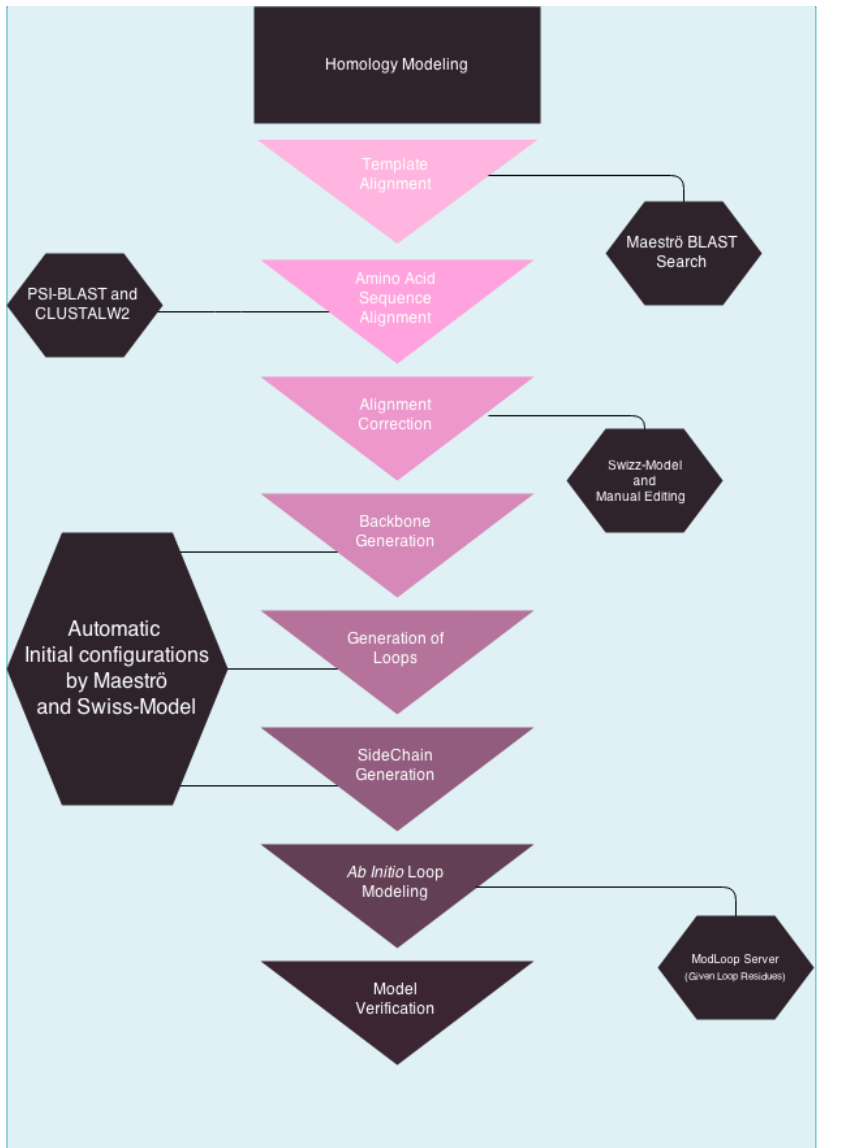 Homology Modeling
Template
Alignment
Maeströ BLAST
Search
Amino Acid
Sequence
Alignment
PSI-BLAST and
CLUSTALW2
Alignment
Correction
Swizz-Model
and
Manual Editing
Backbone
Generation
Automatic
Initial configurations
by Maeströ
and Swiss-Model
Generation of
Loops
SideChain
Generation
Ab Initio Loop
Modeling
ModLoop Server
(Given Loop Residues)
Model
Verification